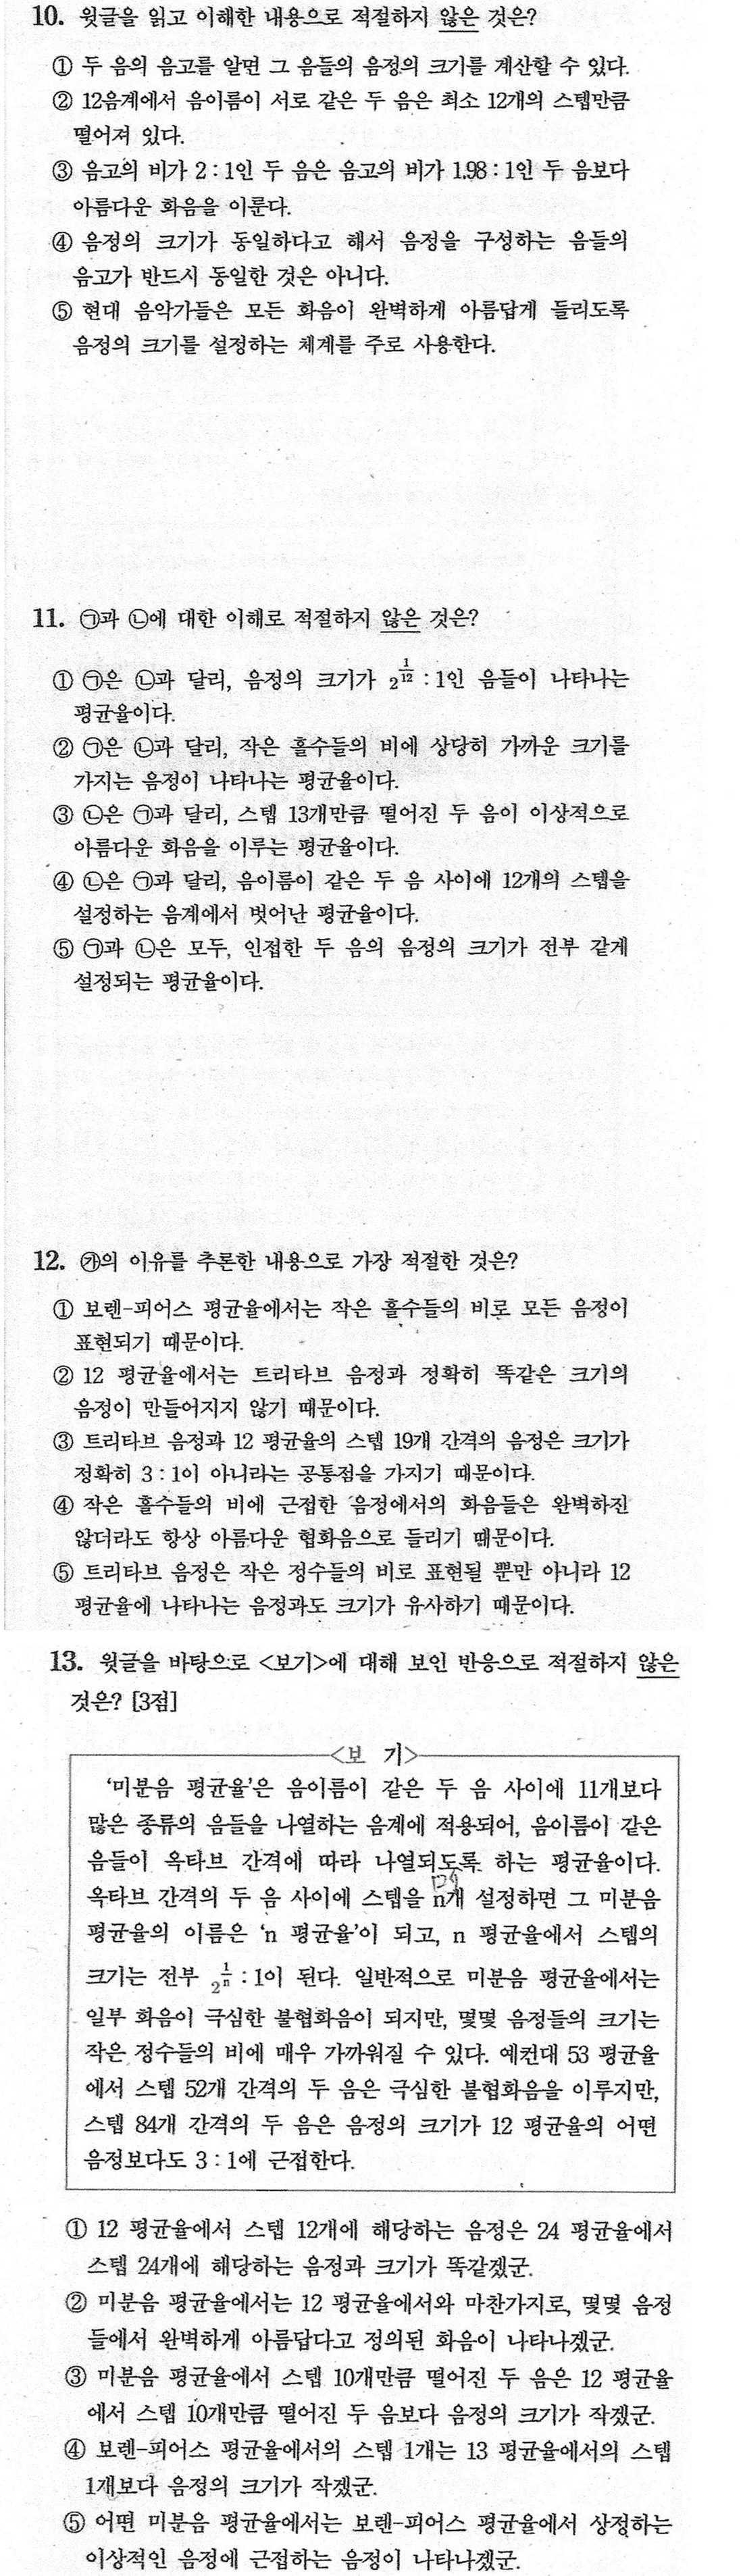 10. 윗글을 읽고 이해한 내용으로 적절하지 않은 것은?
① 두 음의 음고를 알면 그 음들의 음정의 크기를 계산할 수 있다.
② 12음계에서 음이름이 서로 같은 두 음은 최소 12개의 스텝만큼
떨어져 있다.
③ 음고의 비가 2 : 1인 두 음은 음고의 비가 1.98 : 1인 두 음보다
아름다운 화음을 이룬다.
④ 음정의 크기가 동일하다고 해서 음정을 구성하는 음들의
음고가 반드시 동일한 것은 아니다.
⑤ 현대 음악가들은 모든 화음이 완벽하게 아름답게 들리도록
음정의 크기를 설정하는 체계를 주로 사용한다.
11. ㉠과 ㉡에 대한 이해로 적절하지 않은 것은?
① ㉠은 ㉡과 달리, 음정의 크기가 2^(1/12) : 1인 음들이 나타나는
평균율이다.
② ㉠은 ㉡과 달리, 작은 홀수들의 비에 상당히 가까운 크기를
가지는 음정이 나타나는 평균율이다.
③ ㉡은 ㉠과 달리, 스텝 13개만큼 떨어진 두 음이 이상적으로
아름다운 화음을 이루는 평균율이다.
④ ㉡은 ㉠과 달리, 음이름이 같은 두 음 사이에 12개의 스텝을
설정하는 음계에서 벗어난 평균율이다.
⑤ ㉠과 ㉡은 모두, 인접한 두 음의 음정의 크기가 전부 같게
설정되는 평균율이다.
12. ㉮의 이유를 추론한 내용으로 가장 적절한 것은?
① 보렌-피어스 평균율에서는 작은 홀수들의 비로 모든 음정이
표현되기 때문이다.
② 12 평균율에서는 트리타브 음정과 정확히 똑같은 크기의
음정이 만들어지지 않기 때문이다.
③ 트리타브 음정과 12 평균율의 스텝 19개 간격의 음정은 크기가
정확히 3 : 1이 아니라는 공통점을 가지기 때문이다.
④ 작은 홀수들의 비에 근접한 음정에서의 화음들은 완벽하진
않더라도 항상 아름다운 협화음으로 들리기 때문이다.
⑤ 트리타브 음정은 작은 정수들의 비로 표현될 뿐만 아니라 12
평균율에 나타나는 음정과도 크기가 유사하기 때문이다.
13. 윗글을 바탕으로 <보기>에 대해 보인 반응으로 적절하지 않은
것은? [3점]
<보 기>
‘미분음 평균율’은 음이름이 같은 두 음 사이에 11개보다
많은 종류의 음들을 나열하는 음계에 적용되어, 음이름이 같은
음들이 옥타브 간격에 따라 나열되도록 하는 평균율이다.
옥타브 간격의 두 음 사이에 스텝을 n개 설정하면 그 미분음
평균율의 이름은 ‘n 평균율’이 되고, n 평균율에서 스텝의
크기는 전부 2^(1/n) : 1이 된다. 일반적으로 미분음 평균율에서는
일부 화음이 극심한 불협화음이 되지만, 몇몇 음정들의 크기는
작은 정수들의 비에 매우 가까워질 수 있다. 예컨대 53 평균율
에서 스텝 52개 간격의 두 음은 극심한 불협화음을 이루지만,
스텝 84개 간격의 두 음은 음정의 크기가 12 평균율의 어떤
음정보다도 3 : 1에 근접한다.
① 12 평균율에서 스텝 12개에 해당하는 음정은 24 평균율에서
스텝 24개에 해당하는 음정과 크기가 똑같겠군.
② 미분음 평균율에서는 12 평균율에서와 마찬가지로, 몇몇 음정
들에서 완벽하게 아름답다고 정의된 화음이 나타나겠군.
③ 미분음 평균율에서 스텝 10개만큼 떨어진 두 음은 12 평균율
에서 스텝 10개만큼 떨어진 두 음보다 음정의 크기가 작겠군.
④ 보렌-피어스 평균율에서의 스텝 1개는 13 평균율에서의 스텝
1개보다 음정의 크기가 작겠군.
⑤ 어떤 미분음 평균율에서는 보렌-피어스 평균율에서 상정하는
이상적인 음정에 근접하는 음정이 나타나겠군.